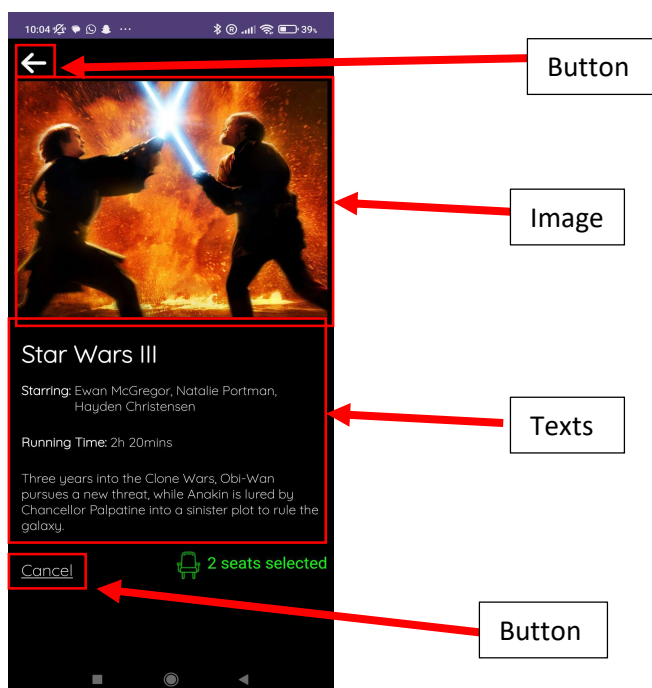 10:04
39%
Button
Image
Star Wars III
Starring: Ewan McGregor, Natalie Portman,
Hayden Christensen
Texts
Running Time: 2h 20mins
Three years into the Clone Wars, Obi-Wan
pursues a new threat, while Anakin is lured by
Chancellor Palpatine into a sinister plot to rule the
galaxy.
Cancel
2 seats selected
Button